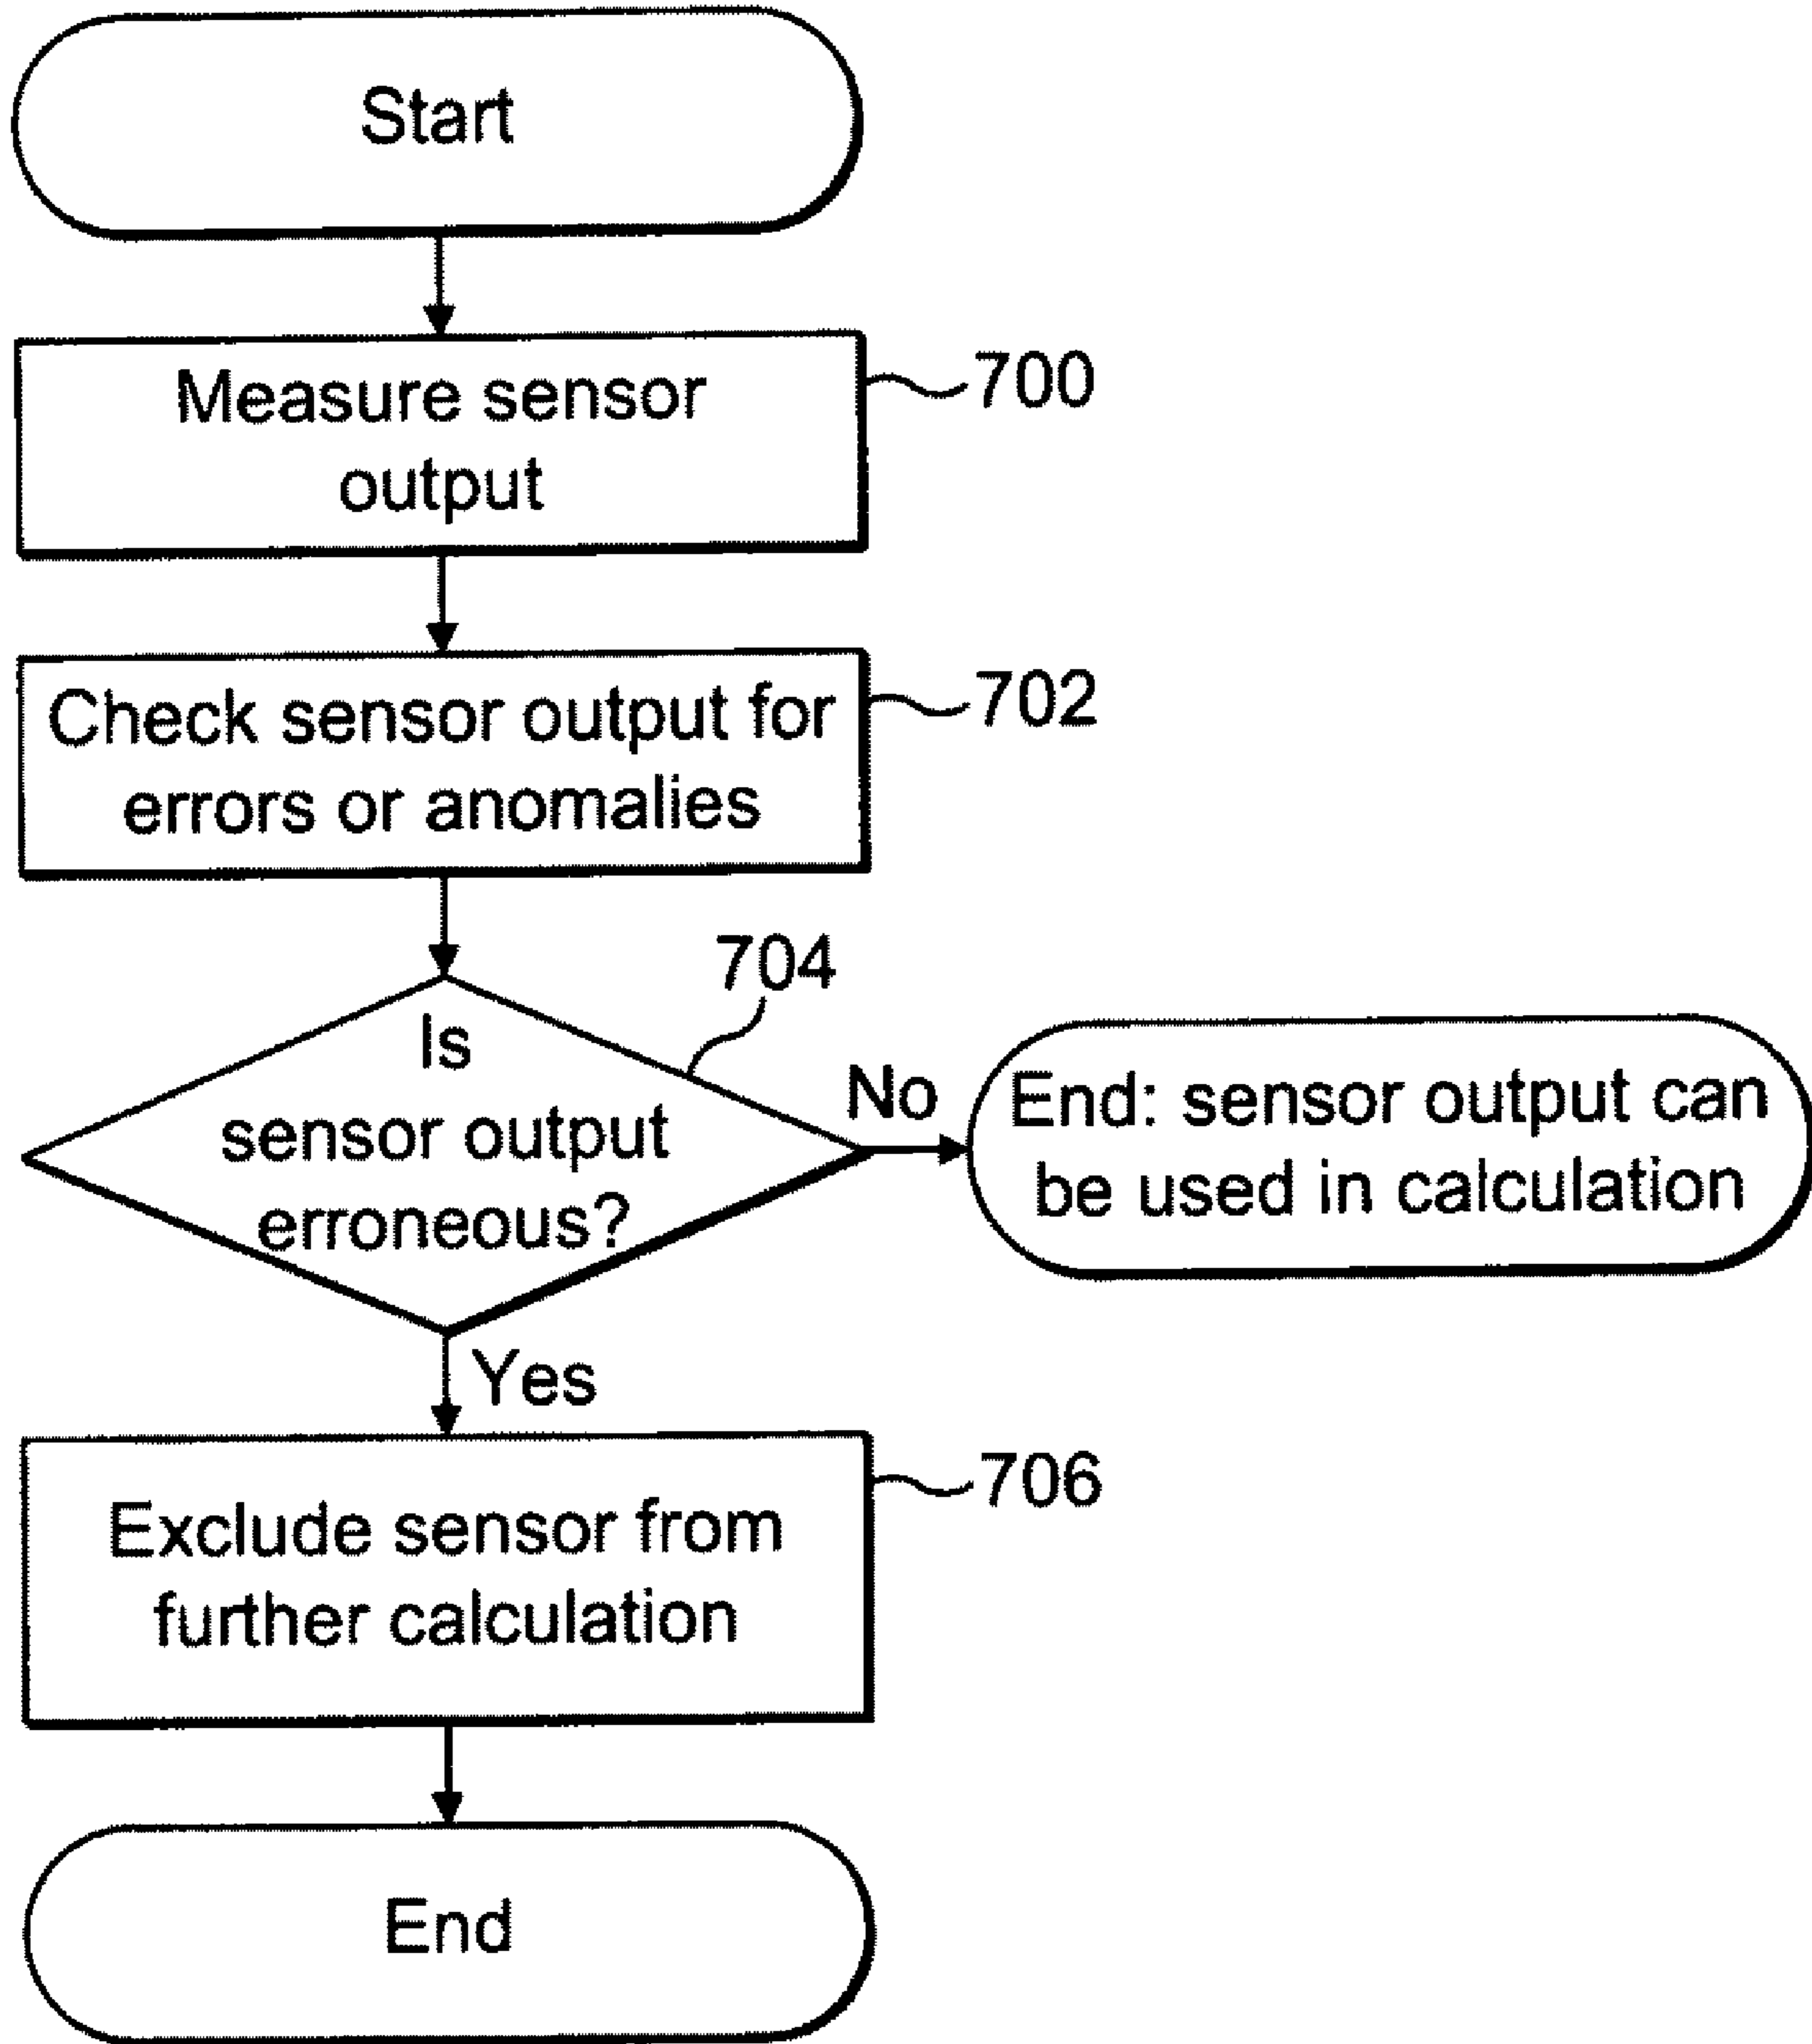 Start
Measure sensor
output
700
Check sensor output for
errors or anomalies
702
704
Is
sensor output
erroneous?
No
End: sensor output can
be used in calculation
Yes
Exclude sensor from
further calculation
706
End